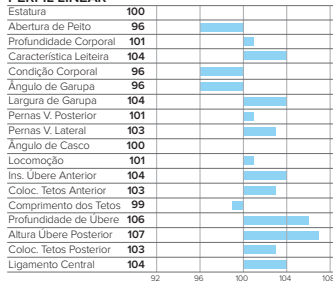 PERFIL LINEAR
Estatura 100
Abertura de Peito 96
Profundidade Corporal 101
Característica Leiteira 104
Condição Corporal 96
Ângulo de Garupa 96
Largura de Garupa 104
Pernas V. Posterior 101
Pernas V. Lateral 103
Ângulo de Casco 100
Locomoção 101
Ins. Úbere Anterior 104
Coloc. Tetos Anterior 103
Comprimento dos Tetos 99
Profundidade de Úbere 106
Altura Úbere Posterior 107
Coloc. Tetos Posterior 103
Ligamento Central 104
92 96 100 104 108